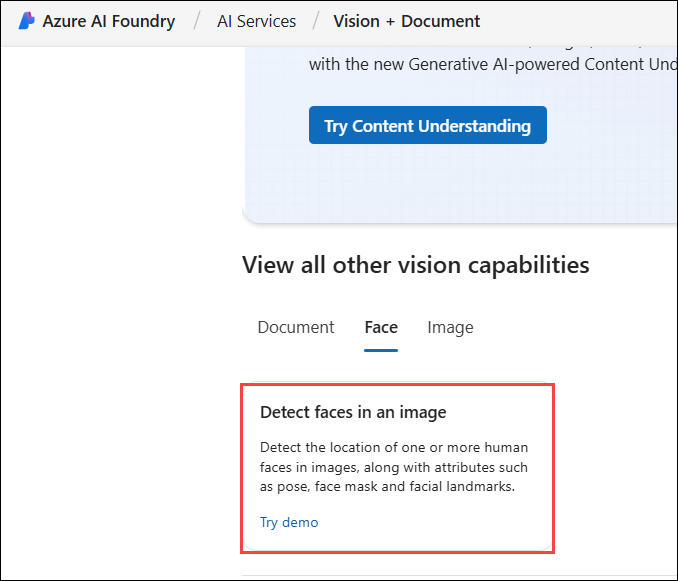 Azure AI Foundry / AI Services / Vision + Document
with the new Generative AI-powered Content Und
Try Content Understanding
View all other vision capabilities
Document Face Image
Detect faces in an image
Detect the location of one or more human
faces in images, along with attributes such
as pose, face mask and facial landmarks.
Try demo